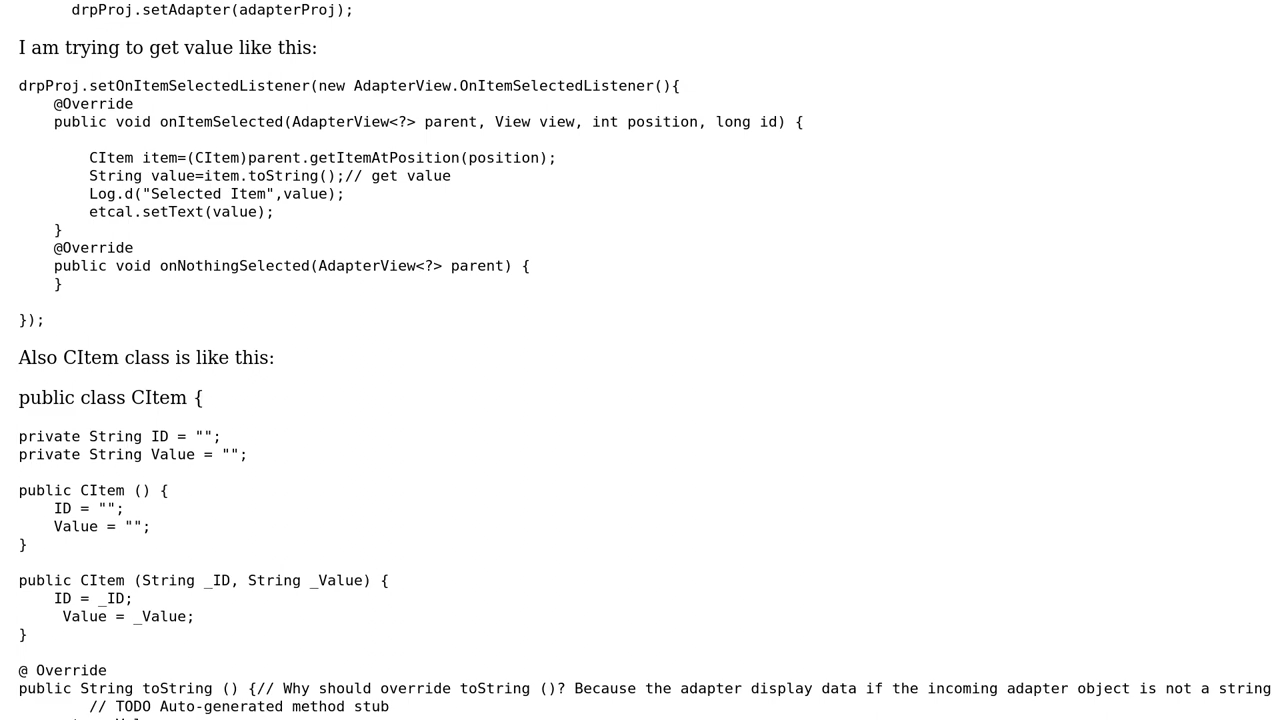 drpProj.setAdapter(adapterProj);
I am trying to get value like this:
drpProj.setOnItemSelectedListener(new AdapterView.OnItemSelectedListener(){
@Override
public void onItemSelected(AdapterView<?> parent, View view, int position, long id) {
CItem item=(CItem)parent.getItemAtPosition(position);
String value=item.toString();// get value
Log.d("Selected Item",value);
etcal.setText(value);
}
@Override
public void onNothingSelected(AdapterView<?> parent) {
}
});
Also CItem class is like this:
public class CItem {
private String ID = "";
private String Value = "";
public CItem () {
ID = "";
Value = "";
}
public CItem (String _ID, String _Value) {
ID = _ID;
Value = _Value;
}
@ Override
public String toString () {// Why should override toString ()? Because the adapter display data if the incoming adapter object is not a string
// TODO Auto-generated method stub